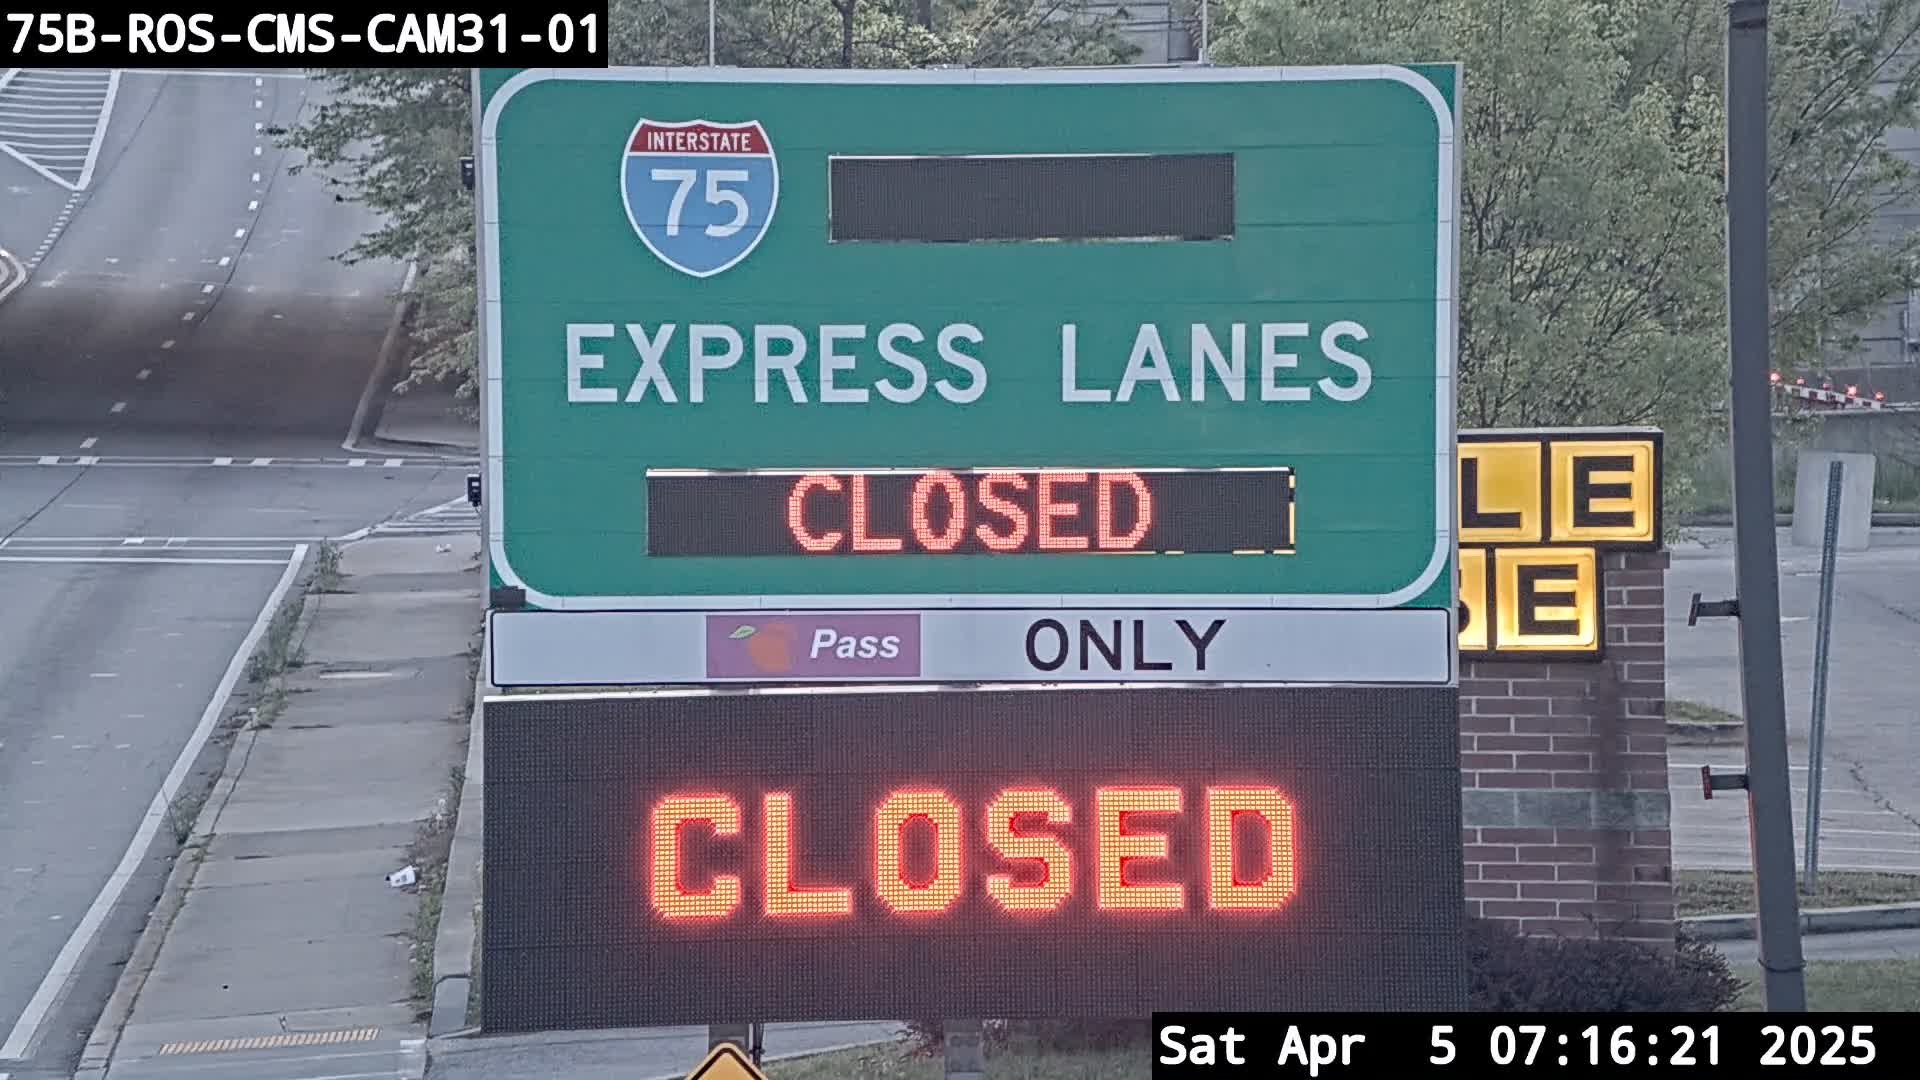 75B-ROS-CMS-CAM31-01
INTERSTATE
75
EXPRESS LANES
CLOSED
LE
E
Pass ONLY
CLOSED
Sat Apr 5 07:16:21 2025